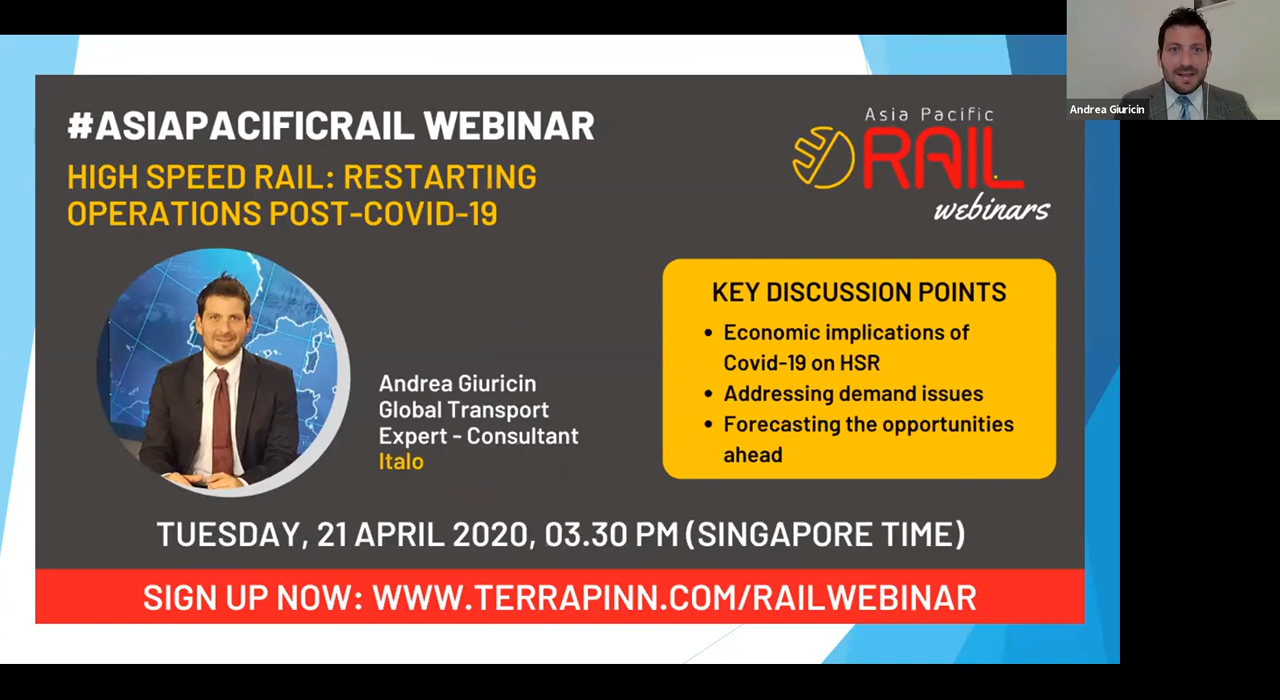 #ASIAPACIFICRAIL WEBINAR
HIGH SPEED RAIL: RESTARTING
OPERATIONS POST-COVID-19
Asia Pacific
RAIL
webinars
Andrea Giuricin
Andrea Giuricin
Global Transport
Expert - Consultant
Italo
KEY DISCUSSION POINTS
• Economic implications of
Covid-19 on HSR
• Addressing demand issues
• Forecasting the opportunities
ahead
TUESDAY, 21 APRIL 2020, 03.30 PM (SINGAPORE TIME)
SIGN UP NOW: WWW.TERRAPINN.COM/RAILWEBINAR